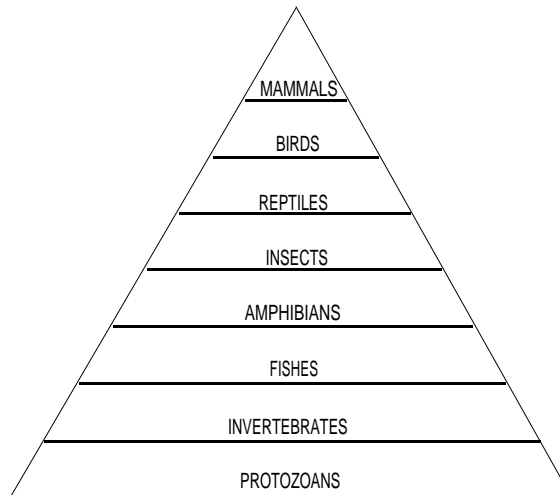 MAMMALS
BIRDS
REPTILES
INSECTS
AMPHIBIANS
FISHES
INVERTEBRATES
PROTOZOANS